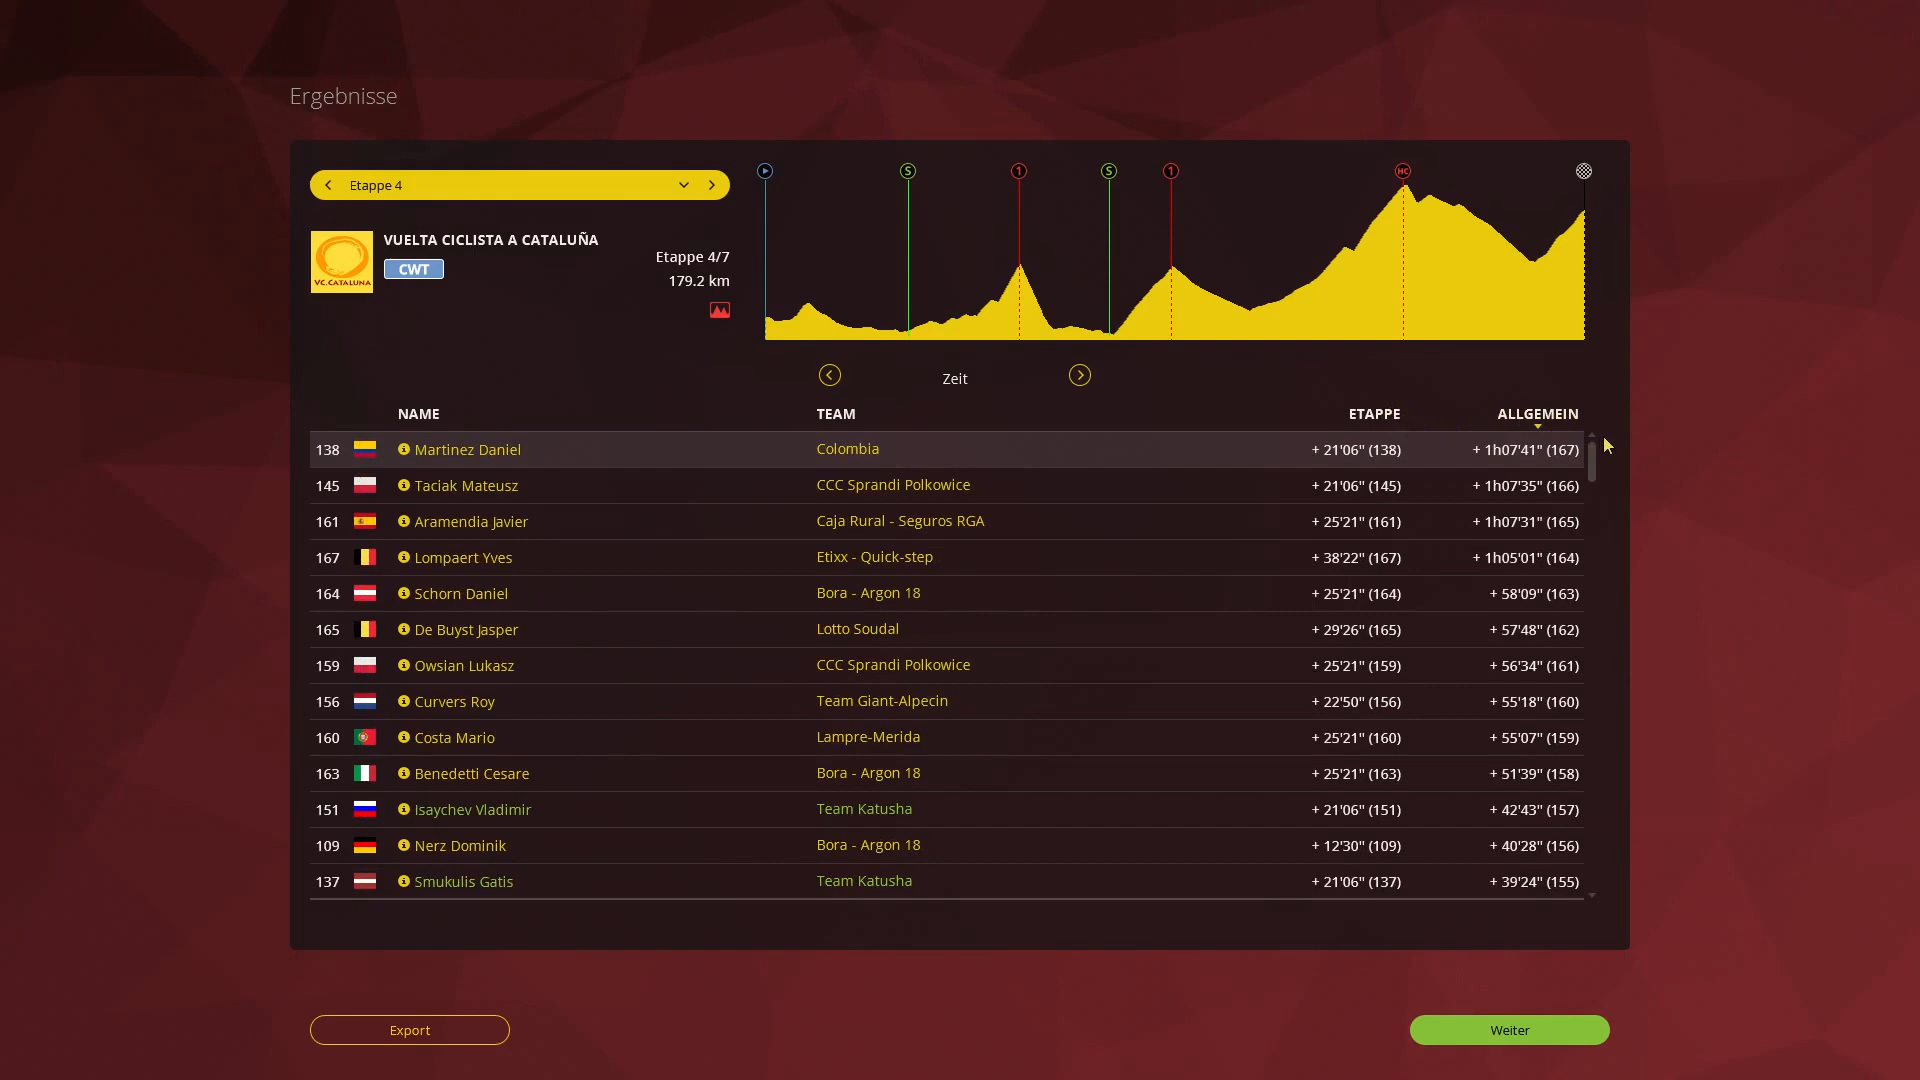 Ergebnisse
Etappe 4
S
1
S
1
HC
VC.CATALUNA
VUELTA CICLISTA A CATALUÑA
CWT
Etappe 4/7
179.2 km
Zeit
NAME TEAM ETAPPE ALLGEMEIN
138 Martinez Daniel Colombia + 21'06'' (138) + 1h07'41'' (167)
145 Taciak Mateusz CCC Sprandi Polkowice + 21'06'' (145) + 1h07'35'' (166)
161 Aramendia Javier Caja Rural - Seguros RGA + 25'21'' (161) + 1h07'31'' (165)
167 Lompaert Yves Etixx - Quick-step + 38'22'' (167) + 1h05'01'' (164)
164 Schorn Daniel Bora - Argon 18 + 25'21'' (164) + 58'09'' (163)
165 De Buyst Jasper Lotto Soudal + 29'26'' (165) + 57'48'' (162)
159 Owsian Lukasz CCC Sprandi Polkowice + 25'21'' (159) + 56'34'' (161)
156 Curvers Roy Team Giant-Alpecin + 22'50'' (156) + 55'18'' (160)
160 Costa Mario Lampre-Merida + 25'21'' (160) + 55'07'' (159)
163 Benedetti Cesare Bora - Argon 18 + 25'21'' (163) + 51'39'' (158)
151 Isaychev Vladimir Team Katusha + 21'06'' (151) + 42'43'' (157)
109 Nerz Dominik Bora - Argon 18 + 12'30'' (109) + 40'28'' (156)
137 Smukulis Gatis Team Katusha + 21'06'' (137) + 39'24'' (155)
Export
Weiter